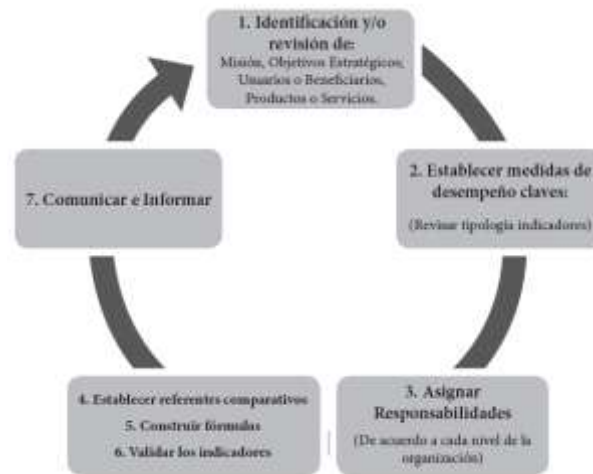 1. Identificación y/o
revisión de:
Misión, Objetivos Estratégicos,
Usuarios o Beneficiarios,
Productos o Servicios.
2. Establecer medidas de
desempeño claves:
(Revisar tipología indicadores)
3. Asignar
Responsabilidades
(De acuerdo a cada nivel de la
organización)
4. Establecer referentes comparativos
5. Construir fórmulas
6. Validar los indicadores
7. Comunicar e Informar